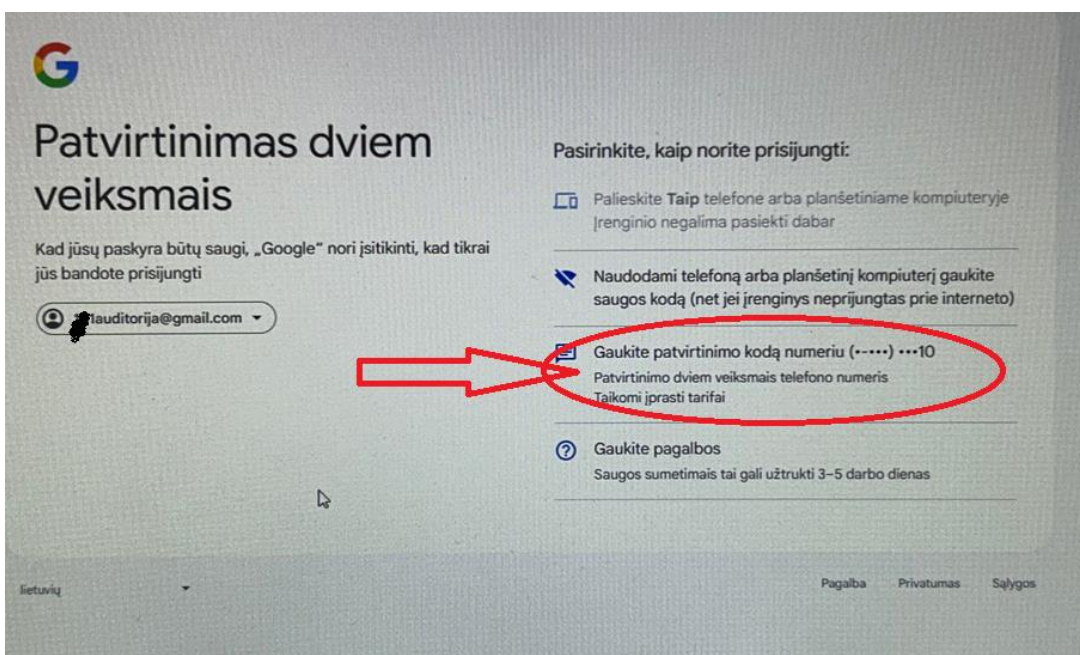 Patvirtinimas dviem
veiksmais
Kad jūsų paskyra būtų saugi, „Google“ nori įsitikinti, kad tikrai
jūs bandote prisijungti
1auditorija@gmail.com
Pasirinkite, kaip norite prisijungti:
Palieskite Taip telefone arba planšetiniame kompiuteryje
Įrenginio negalima pasiekti dabar
Naudodami telefoną arba planšetinį kompiuterį gaukite
saugos kodą (net jei įrenginys neprijungtas prie interneto)
Gaukite patvirtinimo kodą numeriu (•-••••) •••10
Patvirtinimo dviem veiksmais telefono numeris
Taikomi įprasti tarifai
Gaukite pagalbos
Saugos sumetimais tai gali užtrukti 3–5 darbo dienas
lietuvių
Pagalba Privatumas Sąlygos